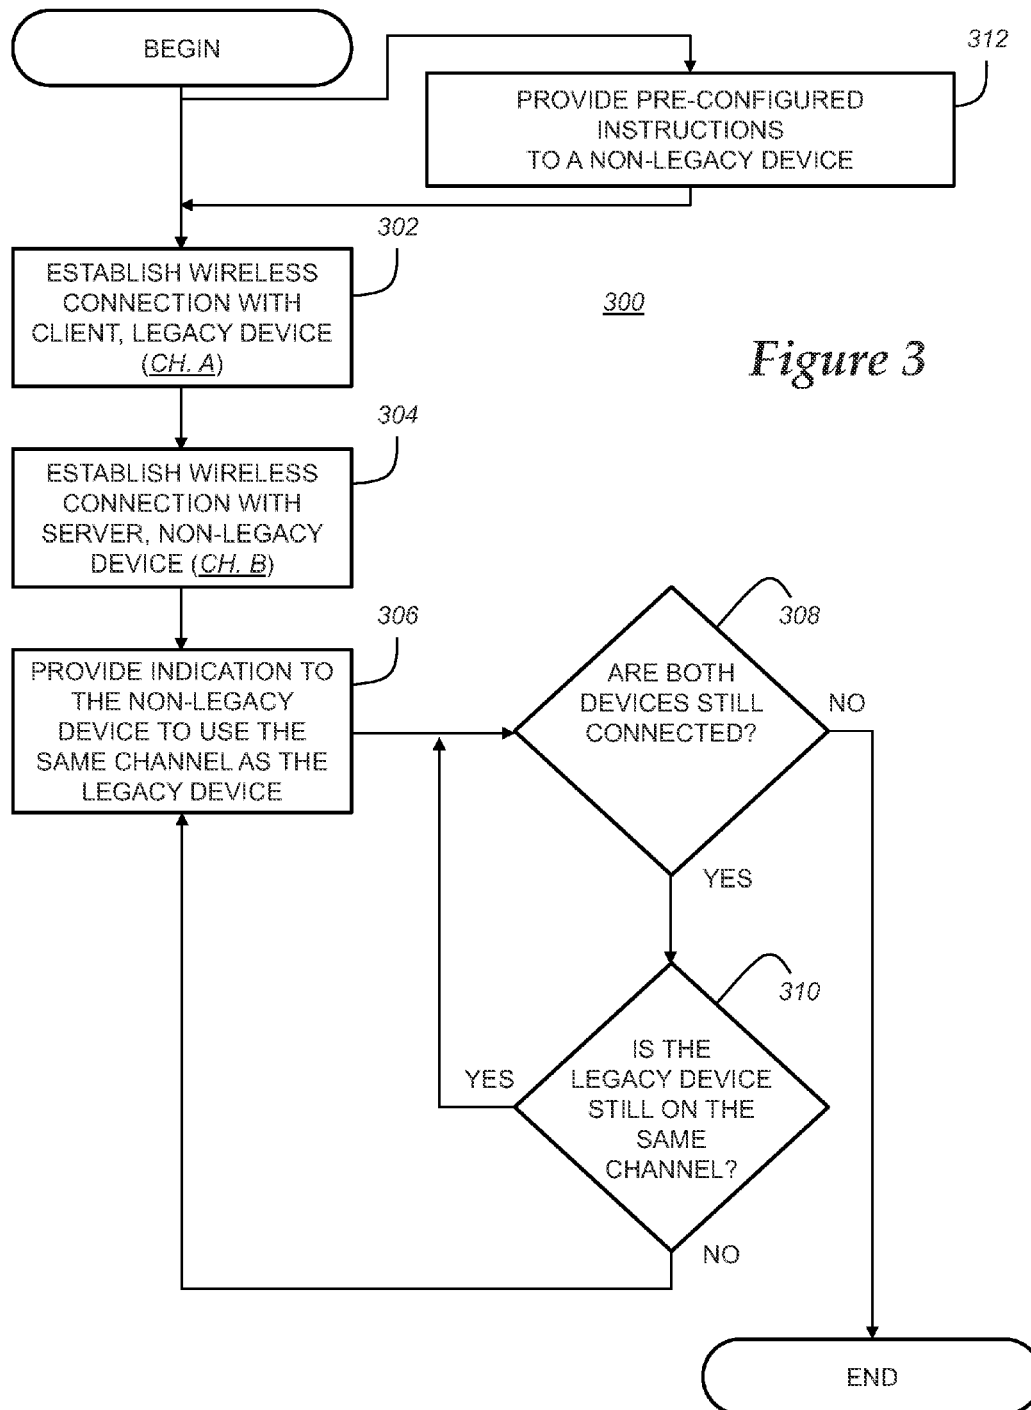 BEGIN
312
PROVIDE PRE-CONFIGURED
INSTRUCTIONS
TO A NON-LEGACY DEVICE
302
ESTABLISH WIRELESS
CONNECTION WITH
CLIENT, LEGACY DEVICE
(CH. A)
300
Figure 3
304
ESTABLISH WIRELESS
CONNECTION WITH
SERVER, NON-LEGACY
DEVICE (CH. B)
306
PROVIDE INDICATION TO
THE NON-LEGACY
DEVICE TO USE THE
SAME CHANNEL AS THE
LEGACY DEVICE
308
ARE BOTH
DEVICES STILL
CONNECTED?
NO
YES
310
IS THE
LEGACY DEVICE
STILL ON THE
SAME
CHANNEL?
YES
NO
END